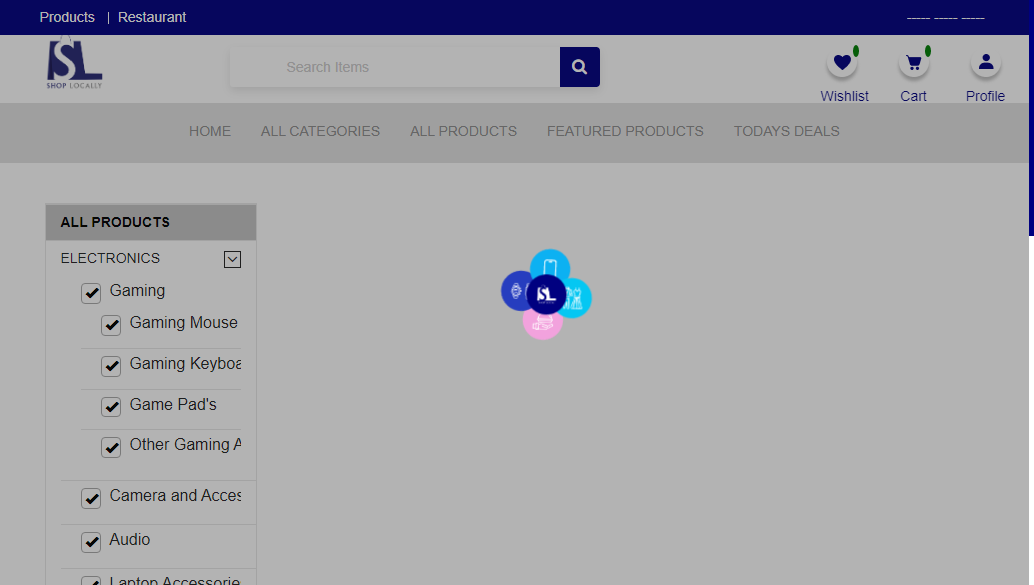 Products | Restaurant
----- ----- -----
SL
SHOP LOCALLY
Search Items
Wishlist
Cart
Profile
HOME
ALL CATEGORIES
ALL PRODUCTS
FEATURED PRODUCTS
TODAYS DEALS
ALL PRODUCTS
ELECTRONICS
Gaming
Gaming Mouse
Gaming Keyboa
Game Pad's
Other Gaming A
Camera and Acces
Audio
Laptop Accessorie
SL